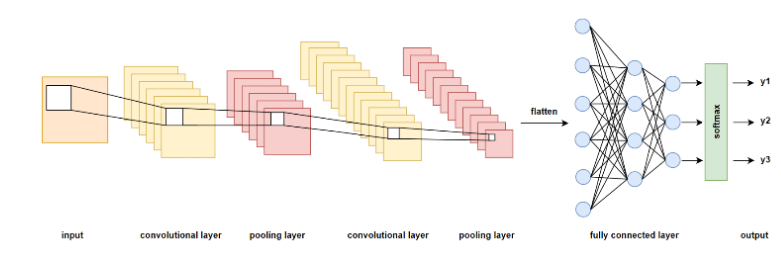 y1
flatten
softmax
y2
y3
input
convolutional layer
pooling layer
convolutional layer
pooling layer
fully connected layer
output